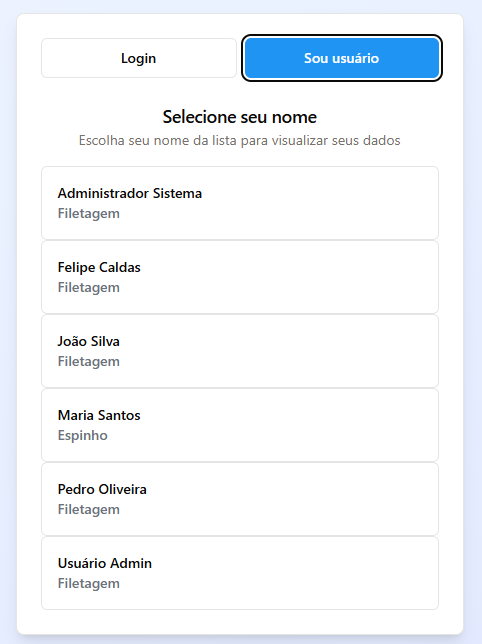 Login
Sou usuário
Selecione seu nome
Escolha seu nome da lista para visualizar seus dados
Administrador Sistema
Filetagem
Felipe Caldas
Filetagem
João Silva
Filetagem
Maria Santos
Espinho
Pedro Oliveira
Filetagem
Usuário Admin
Filetagem